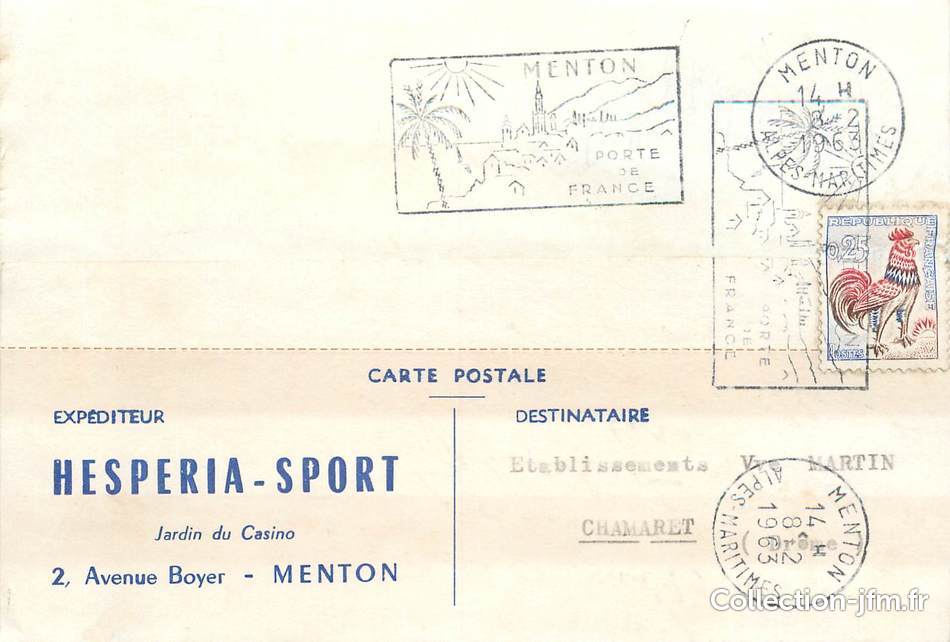 MENTON
PORTE
DE
FRANCE
MENTON
14 H
8 - 2
1963
ALPES-MARITIMES
PORTE
DE
FRANCE
REPUBLIQUE FRANÇAISE
0,25
POSTES
CARTE POSTALE
EXPÉDITEUR
DESTINATAIRE
HESPERIA-SPORT
Jardin du Casino
2, Avenue Boyer - MENTON
Etablissements Vve MARTIN
CHAMARET
( Drôme
MENTON
14 H
8 - 2
1963
ALPES-MARITIMES
Collection-jfm.fr